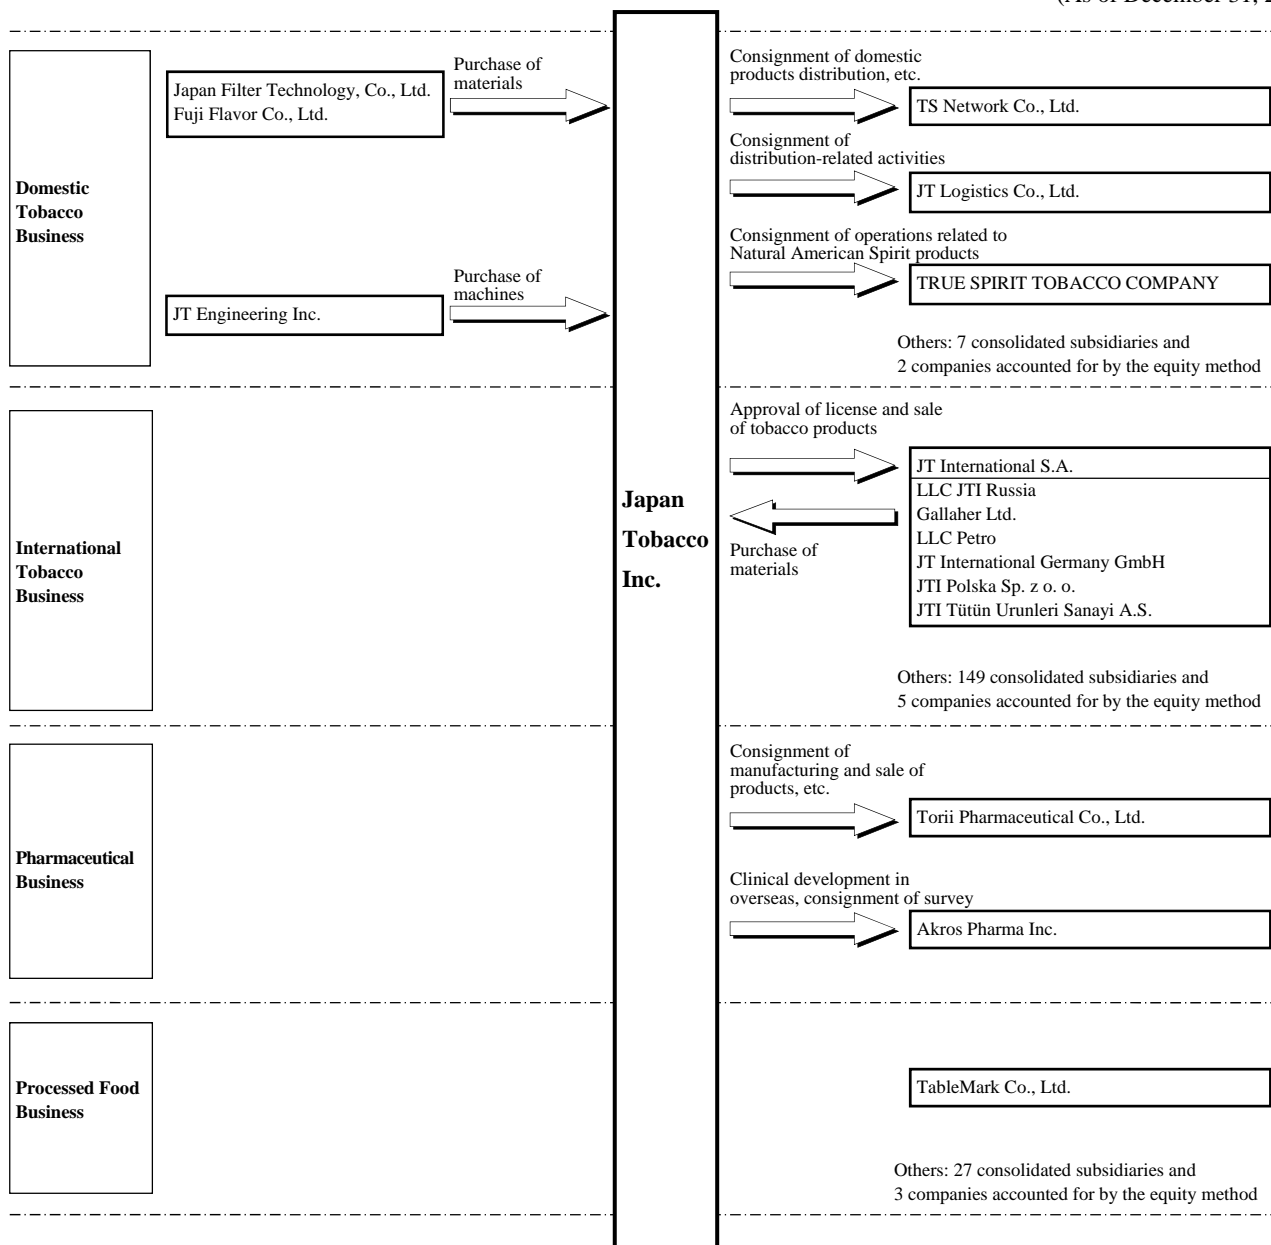 (As of December 31, 2
Domestic
Tobacco
Business
Japan Filter Technology, Co., Ltd.
Fuji Flavor Co., Ltd.
Purchase of
materials
JT Engineering Inc.
Purchase of
machines
Consignment of domestic
products distribution, etc.
TS Network Co., Ltd.
Consignment of
distribution-related activities
JT Logistics Co., Ltd.
Consignment of operations related to
Natural American Spirit products
TRUE SPIRIT TOBACCO COMPANY
Others: 7 consolidated subsidiaries and
2 companies accounted for by the equity method
Japan
Tobacco
Inc.
International
Tobacco
Business
Approval of license and sale
of tobacco products
JT International S.A.
LLC JTI Russia
Gallaher Ltd.
LLC Petro
JT International Germany GmbH
JTI Polska Sp. z o. o.
JTI Tütün Urunleri Sanayi A.S.
Purchase of
materials
Others: 149 consolidated subsidiaries and
5 companies accounted for by the equity method
Pharmaceutical
Business
Consignment of
manufacturing and sale of
products, etc.
Torii Pharmaceutical Co., Ltd.
Clinical development in
overseas, consignment of survey
Akros Pharma Inc.
Processed Food
Business
TableMark Co., Ltd.
Others: 27 consolidated subsidiaries and
3 companies accounted for by the equity method